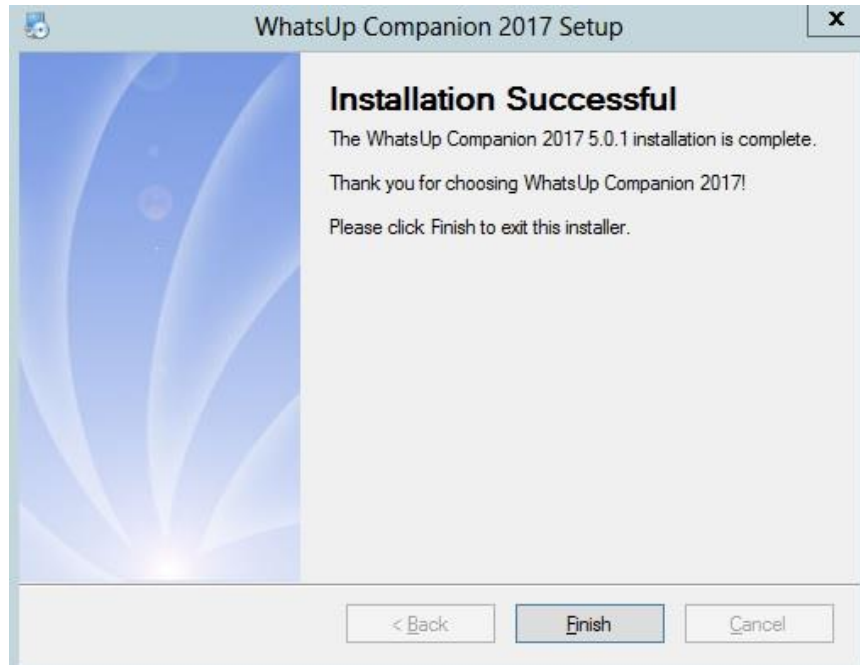 WhatsUp Companion 2017 Setup
x
Installation Successful
The WhatsUp Companion 2017 5.0.1 installation is complete.
Thank you for choosing WhatsUp Companion 2017!
Please click Finish to exit this installer.
< Back
Finish
Cancel